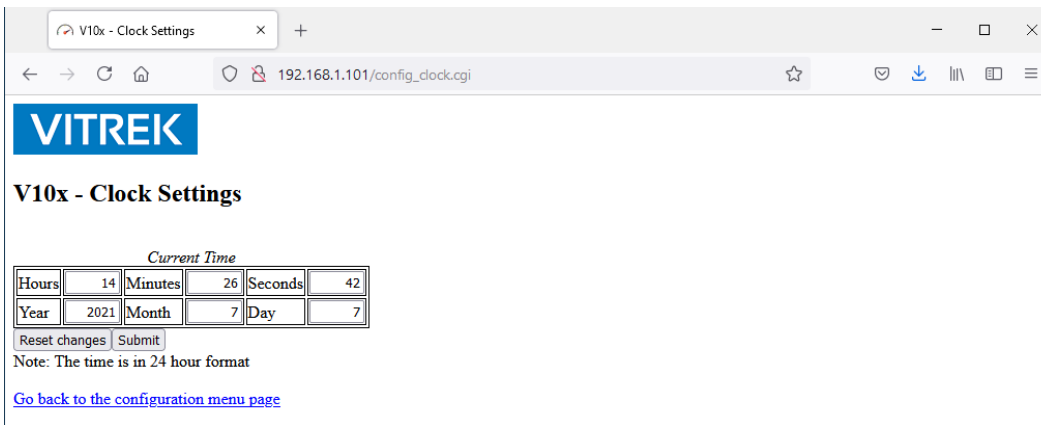 V10x - Clock Settings
192.168.1.101/config_clock.cgi
VITREK
V10x - Clock Settings
Current Time
Hours 14 Minutes 26 Seconds 42
Year 2021 Month 7 Day 7
Reset changes Submit
Note: The time is in 24 hour format
Go back to the configuration menu page